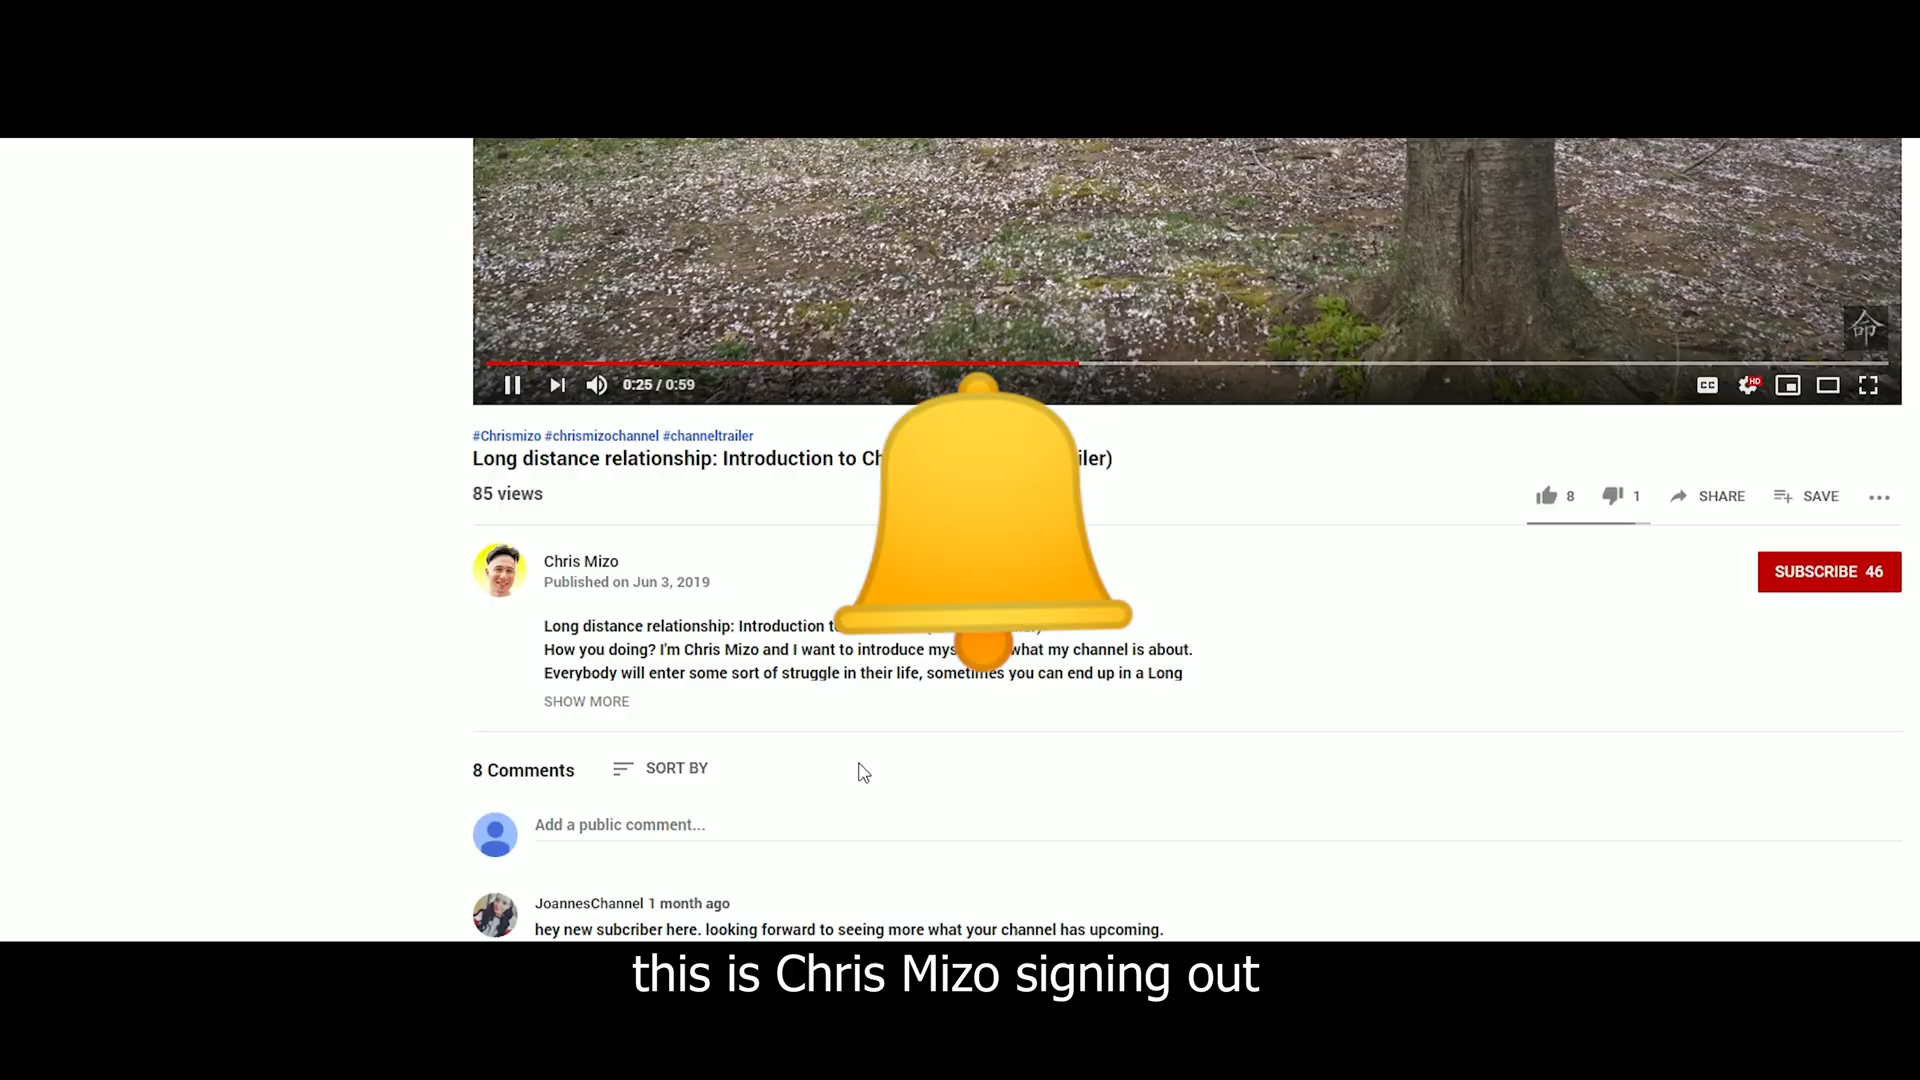 命
0:25 / 0:59
CC
HD
#Chrismizo #chrismizochannel #channeltrailer
Long distance relationship: Introduction to Ch iler)
85 views
8
1
SHARE
SAVE
Chris Mizo
Published on Jun 3, 2019
SUBSCRIBE 46
Long distance relationship: Introduction
How you doing? I'm Chris Mizo and I want to introduce what my channel is about.
Everybody will enter some sort of struggle in their life, sometimes you can end up in a Long
SHOW MORE
8 Comments
SORT BY
Add a public comment...
JoannesChannel 1 month ago
hey new subcriber here. looking forward to seeing more what your channel has upcoming.
this is Chris Mizo signing out